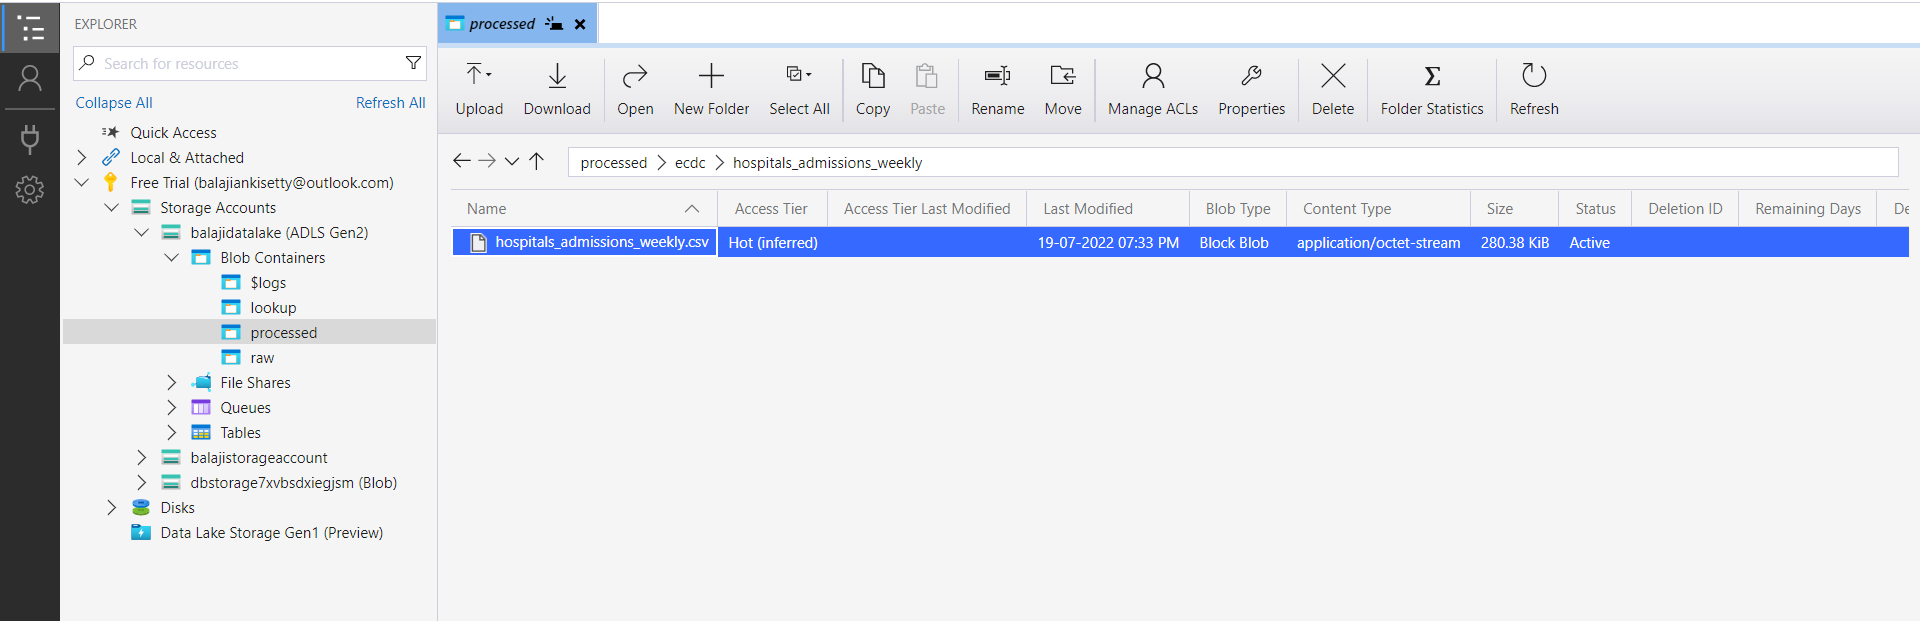 EXPLORER
Search for resources
Collapse All Refresh All
Quick Access
Local & Attached
Free Trial (balajiankisetty@outlook.com)
Storage Accounts
balajidatalake (ADLS Gen2)
Blob Containers
$logs
lookup
processed
raw
File Shares
Queues
Tables
balajistorageaccount
dbstorage7xvbsdxiegjsm (Blob)
Disks
Data Lake Storage Gen1 (Preview)
processed
Upload Download Open New Folder Select All Copy Paste Rename Move Manage ACLs Properties Delete Folder Statistics Refresh
processed ecdc hospitals_admissions_weekly
Name Access Tier Access Tier Last Modified Last Modified Blob Type Content Type Size Status Deletion ID Remaining Days De
hospitals_admissions_weekly.csv Hot (inferred) 19-07-2022 07:33 PM Block Blob application/octet-stream 280.38 KiB Active